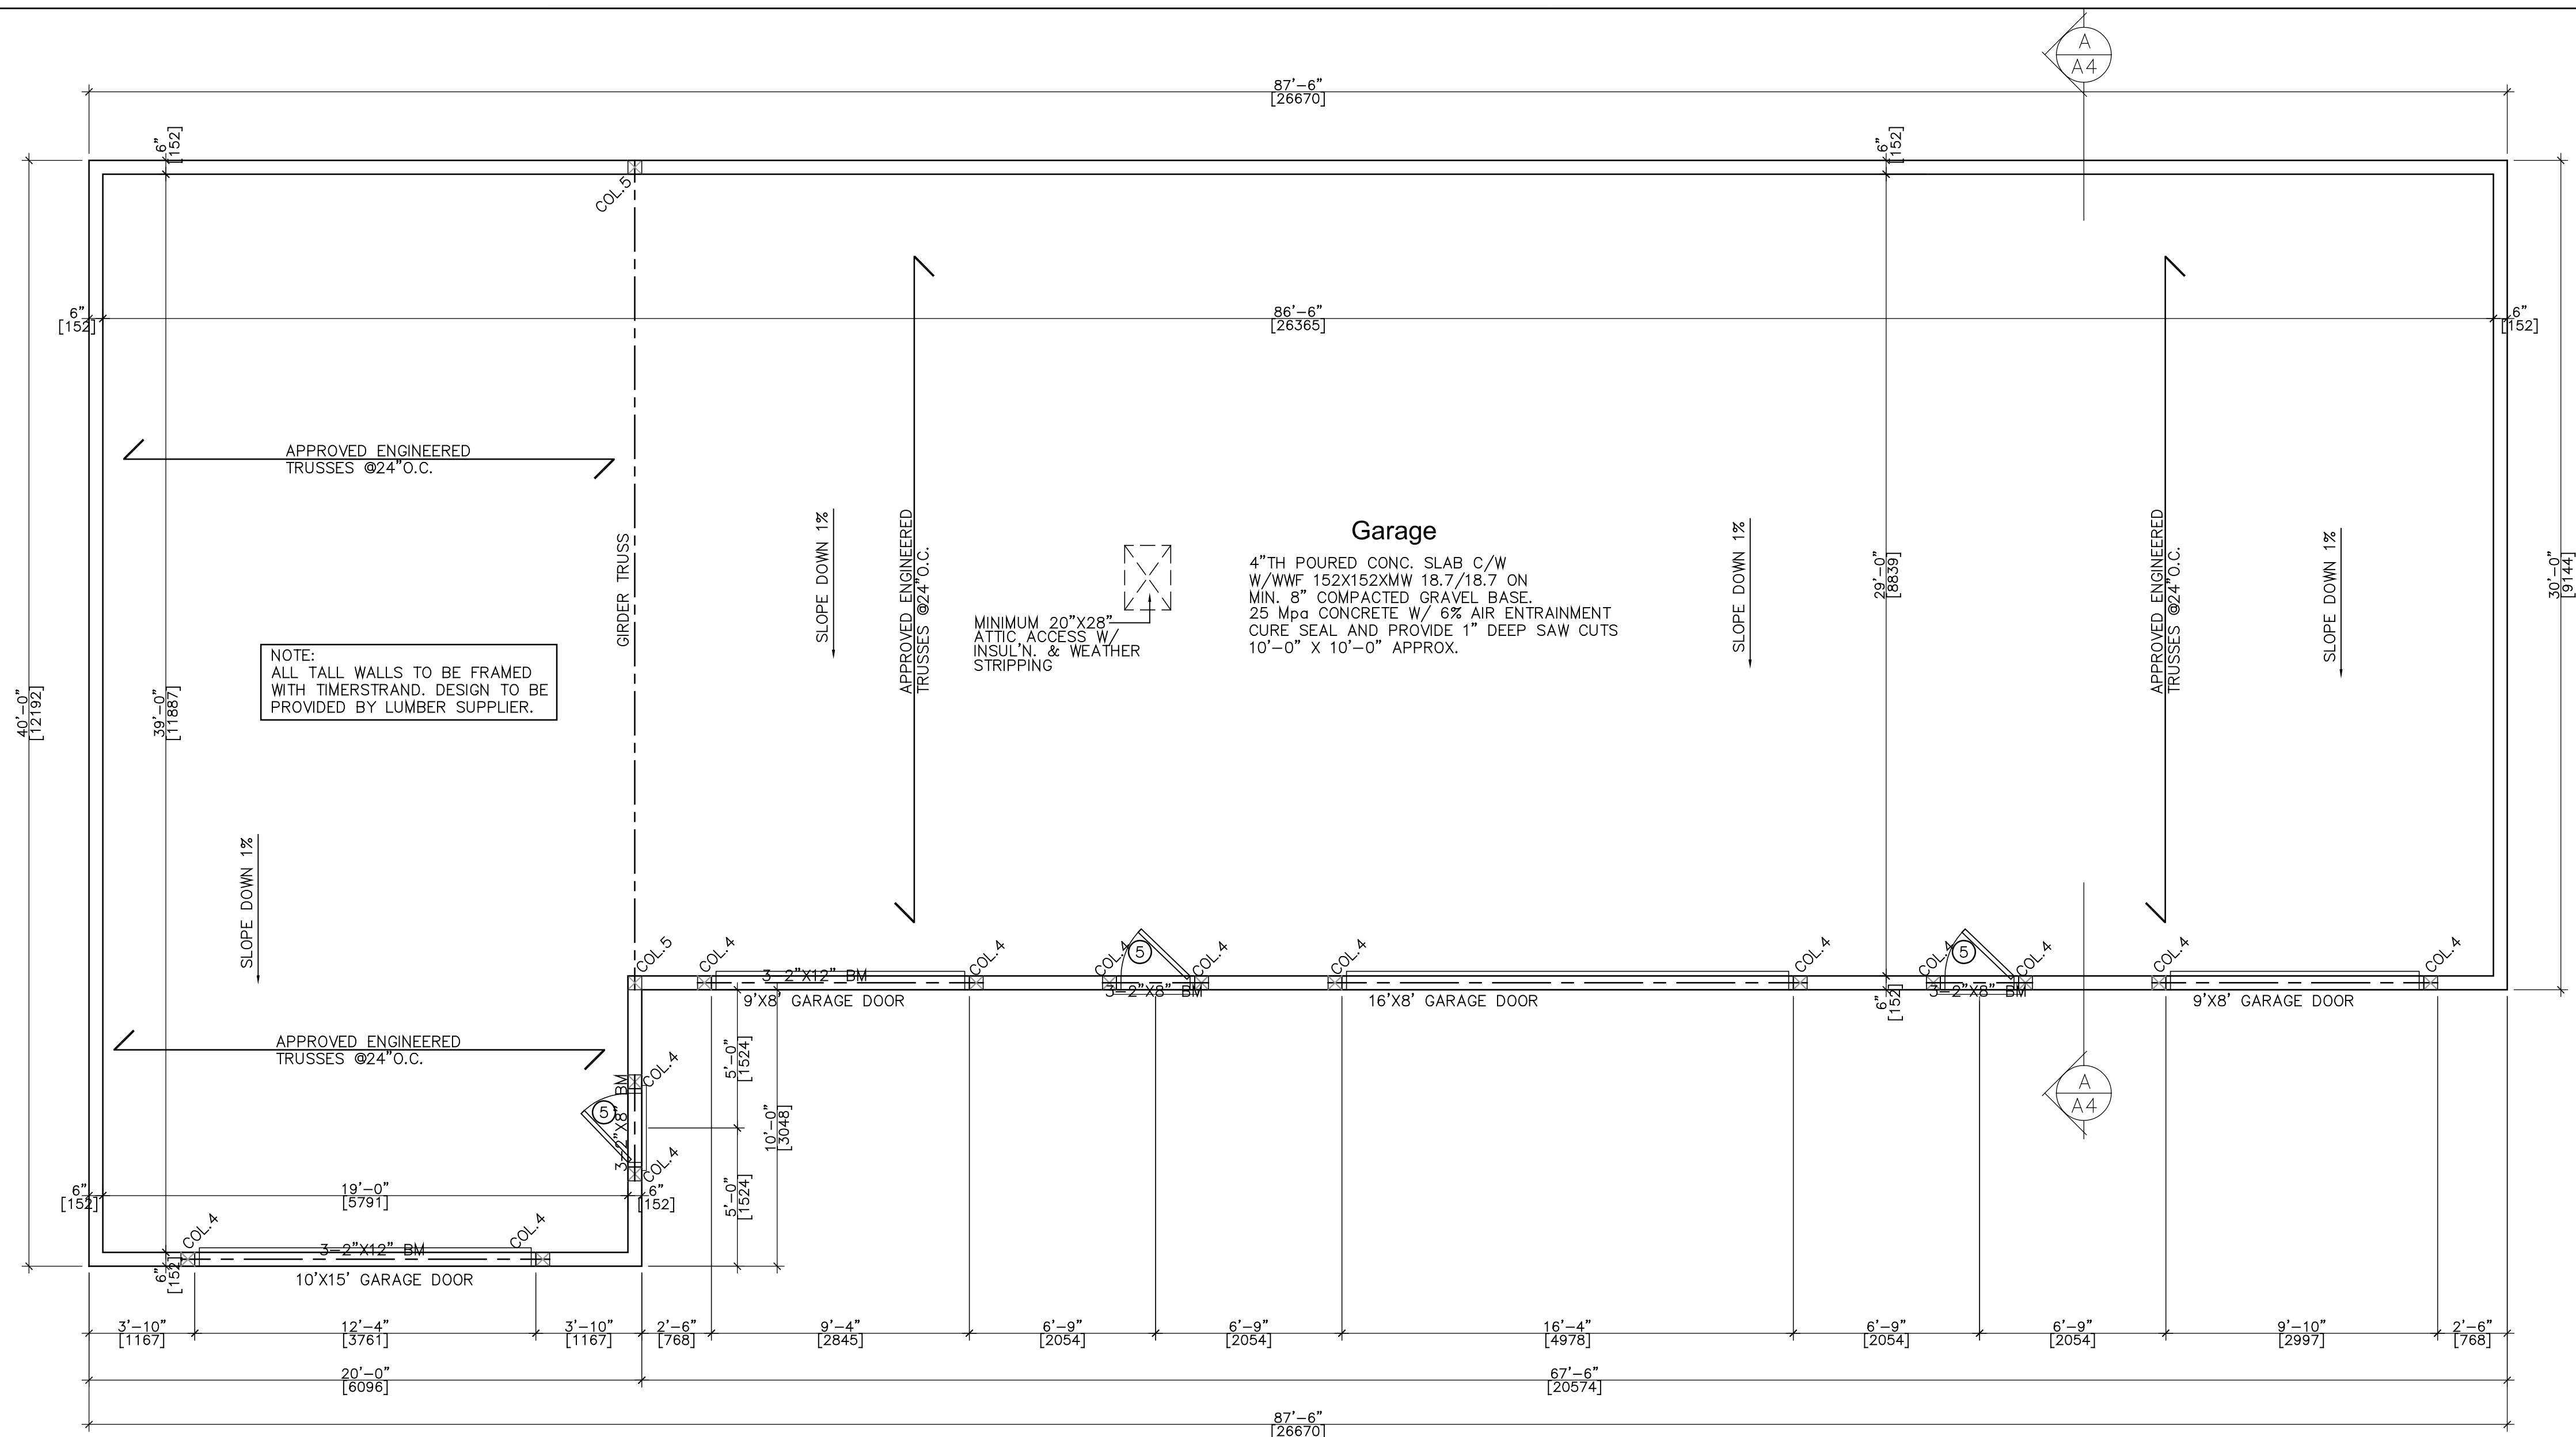 A
A4
87'-6"
[26670]
6"
[152]
6"
[152]
COL.5
6"
[152]
86'-6"
[26365]
6"
[152]
APPROVED ENGINEERED
TRUSSES @24"O.C.
GIRDER TRUSS
SLOPE DOWN 1%
APPROVED ENGINEERED
TRUSSES @24"O.C.
MINIMUM 20"X28"
ATTIC ACCESS W/
INSUL'N. & WEATHER
STRIPPING
Garage
4"TH POURED CONC. SLAB C/W
W/WWF 152X152XMW 18.7/18.7 ON
MIN. 8" COMPACTED GRAVEL BASE.
25 Mpa CONCRETE W/ 6% AIR ENTRAINMENT
CURE SEAL AND PROVIDE 1" DEEP SAW CUTS
10'-0" X 10'-0" APPROX.
SLOPE DOWN 1%
29'-0"
[8839]
APPROVED ENGINEERED
TRUSSES @24"O.C.
SLOPE DOWN 1%
30'-0"
[9144]
40'-0"
[12192]
39'-0"
[11887]
NOTE:
ALL TALL WALLS TO BE FRAMED
WITH TIMERSTRAND. DESIGN TO BE
PROVIDED BY LUMBER SUPPLIER.
SLOPE DOWN 1%
COL.5
COL.4
3-2"X12" BM
9'X8' GARAGE DOOR
COL.4
COL.4
5
COL.4
3-2"X8" BM
COL.4
16'X8' GARAGE DOOR
COL.4
6"
[152]
COL.4
5
COL.4
3-2"X8" BM
COL.4
9'X8' GARAGE DOOR
COL.4
APPROVED ENGINEERED
TRUSSES @24"O.C.
COL.4
5
3-2"X8" BM
COL.4
5'-0"
[1524]
10'-0"
[3048]
5'-0"
[1524]
A
A4
6"
[152]
19'-0"
[5791]
6"
[152]
COL.4
3-2"X12" BM
COL.4
6"
[152]
10'X15' GARAGE DOOR
3'-10"
[1167]
12'-4"
[3761]
3'-10"
[1167]
2'-6"
[768]
9'-4"
[2845]
6'-9"
[2054]
6'-9"
[2054]
16'-4"
[4978]
6'-9"
[2054]
6'-9"
[2054]
9'-10"
[2997]
2'-6"
[768]
20'-0"
[6096]
67'-6"
[20574]
87'-6"
[26670]